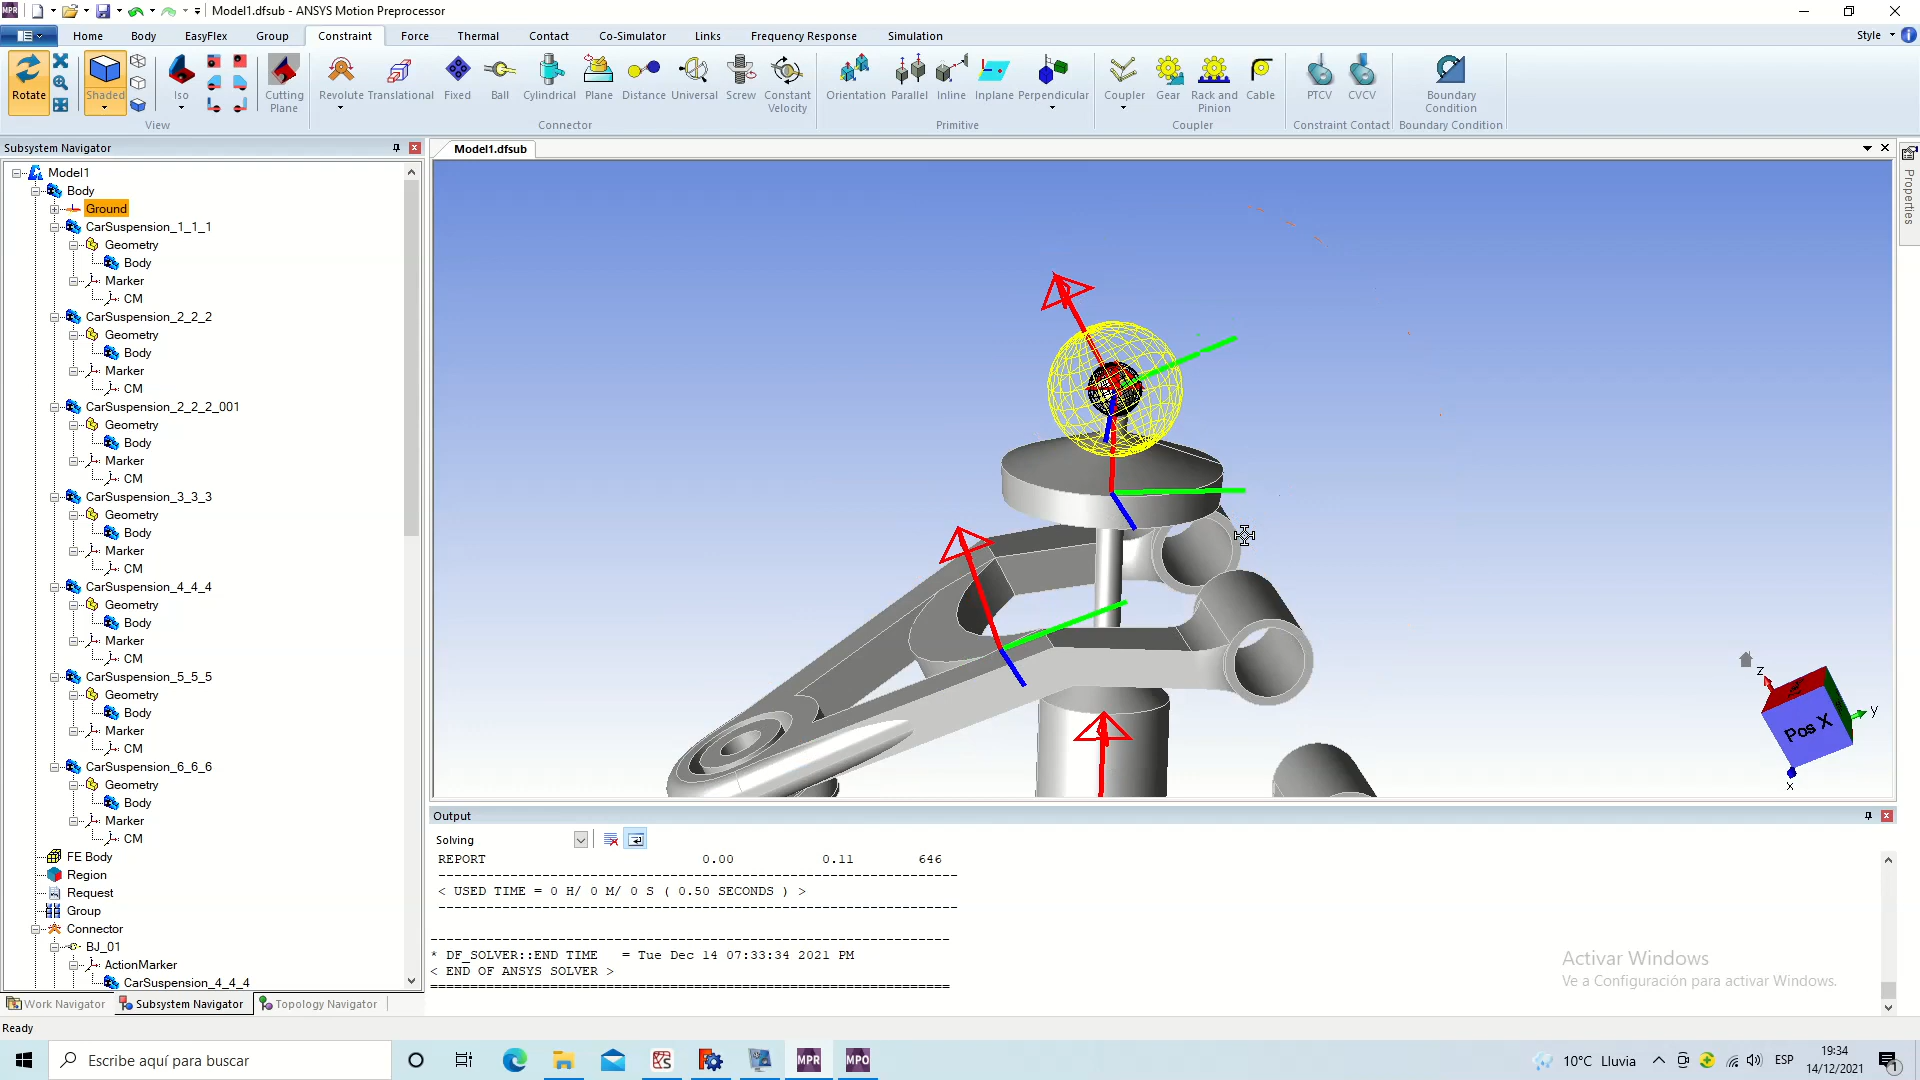 MPR Model1.dfsub - ANSYS Motion Preprocessor
Home Body EasyFlex Group Constraint Force Thermal Contact Co-Simulator Links Frequency Response Simulation Style
Rotate Shaded Iso Cutting Plane
View
Revolute Translational Fixed Ball Cylindrical Plane Distance Universal Screw Constant Velocity
Connector
Orientation Parallel Inline Inplane Perpendicular
Primitive
Coupler Gear Rack and Pinion Cable
Coupler
PTCV CVCV
Constraint Contact
Boundary Condition
Boundary Condition
Subsystem Navigator
Model1
Body
Ground
CarSuspension_1_1_1
Geometry
Body
Marker
CM
CarSuspension_2_2_2
Geometry
Body
Marker
CM
CarSuspension_2_2_2_001
Geometry
Body
Marker
CM
CarSuspension_3_3_3
Geometry
Body
Marker
CM
CarSuspension_4_4_4
Geometry
Body
Marker
CM
CarSuspension_5_5_5
Geometry
Body
Marker
CM
CarSuspension_6_6_6
Geometry
Body
Marker
CM
FE Body
Region
Request
Group
Connector
BJ_01
ActionMarker
CarSuspension_4_4_4
Work Navigator Subsystem Navigator Topology Navigator
Model1.dfsub
Properties
z
y
Pos X
x
Output
Solving
REPORT 0.00 0.11 646
----------------------------------------------------------------
< USED TIME = 0 H/ 0 M/ 0 S ( 0.50 SECONDS ) >
----------------------------------------------------------------
----------------------------------------------------------------
* DF_SOLVER::END TIME = Tue Dec 14 07:33:34 2021 PM
< END OF ANSYS SOLVER >
================================================================
Activar Windows
Ve a Configuración para activar Windows.
Ready
Escribe aquí para buscar
MPR
MPO
10°C Lluvia
ESP
19:34
14/12/2021
1